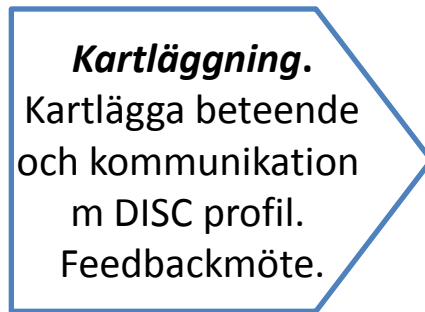 Kartläggning.
Kartlägga beteende
och kommunikation
m DISC profil.
Feedbackmöte.